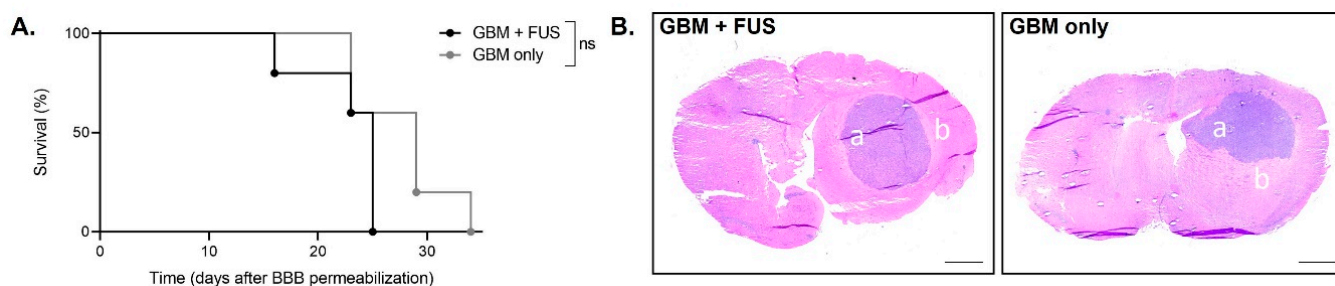 A.
100
50
0
Survival (%)
0
10
20
30
Time (days after BBB permeabilization)
GBM + FUS
GBM only
ns
B.
GBM + FUS
a
b
GBM only
a
b